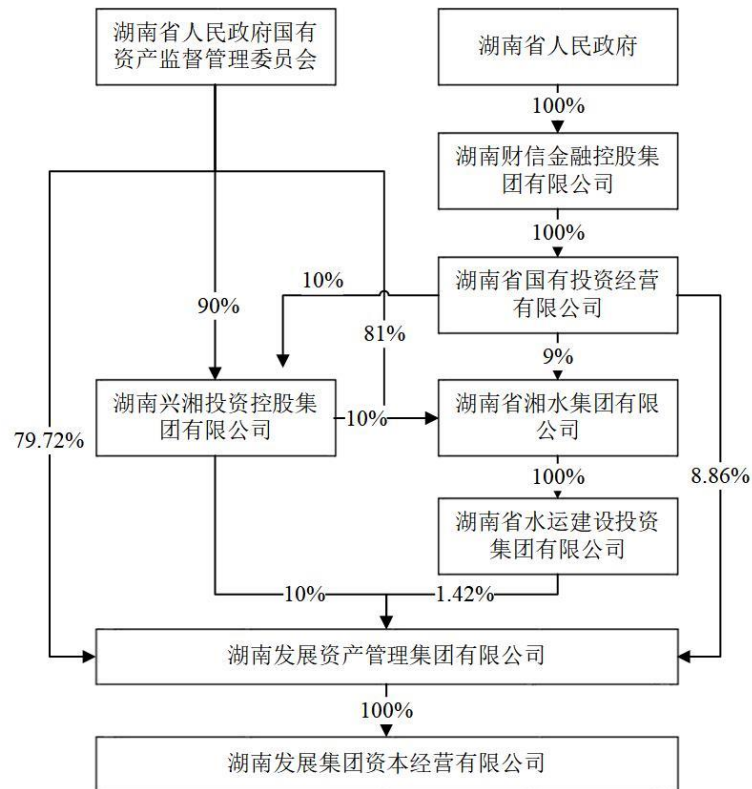 湖南省人民政府国有
资产监督管理委员会
湖南省人民政府
100%
湖南财信金融控股集
团有限公司
100%
湖南省国有投资经营
有限公司
10%
90%
81%
9%
湖南兴湘投资控股集
团有限公司
10%
湖南省湘水集团有限
公司
79.72%
100%
8.86%
湖南省水运建设投资
集团有限公司
10%
1.42%
湖南发展资产管理集团有限公司
100%
湖南发展集团资本经营有限公司